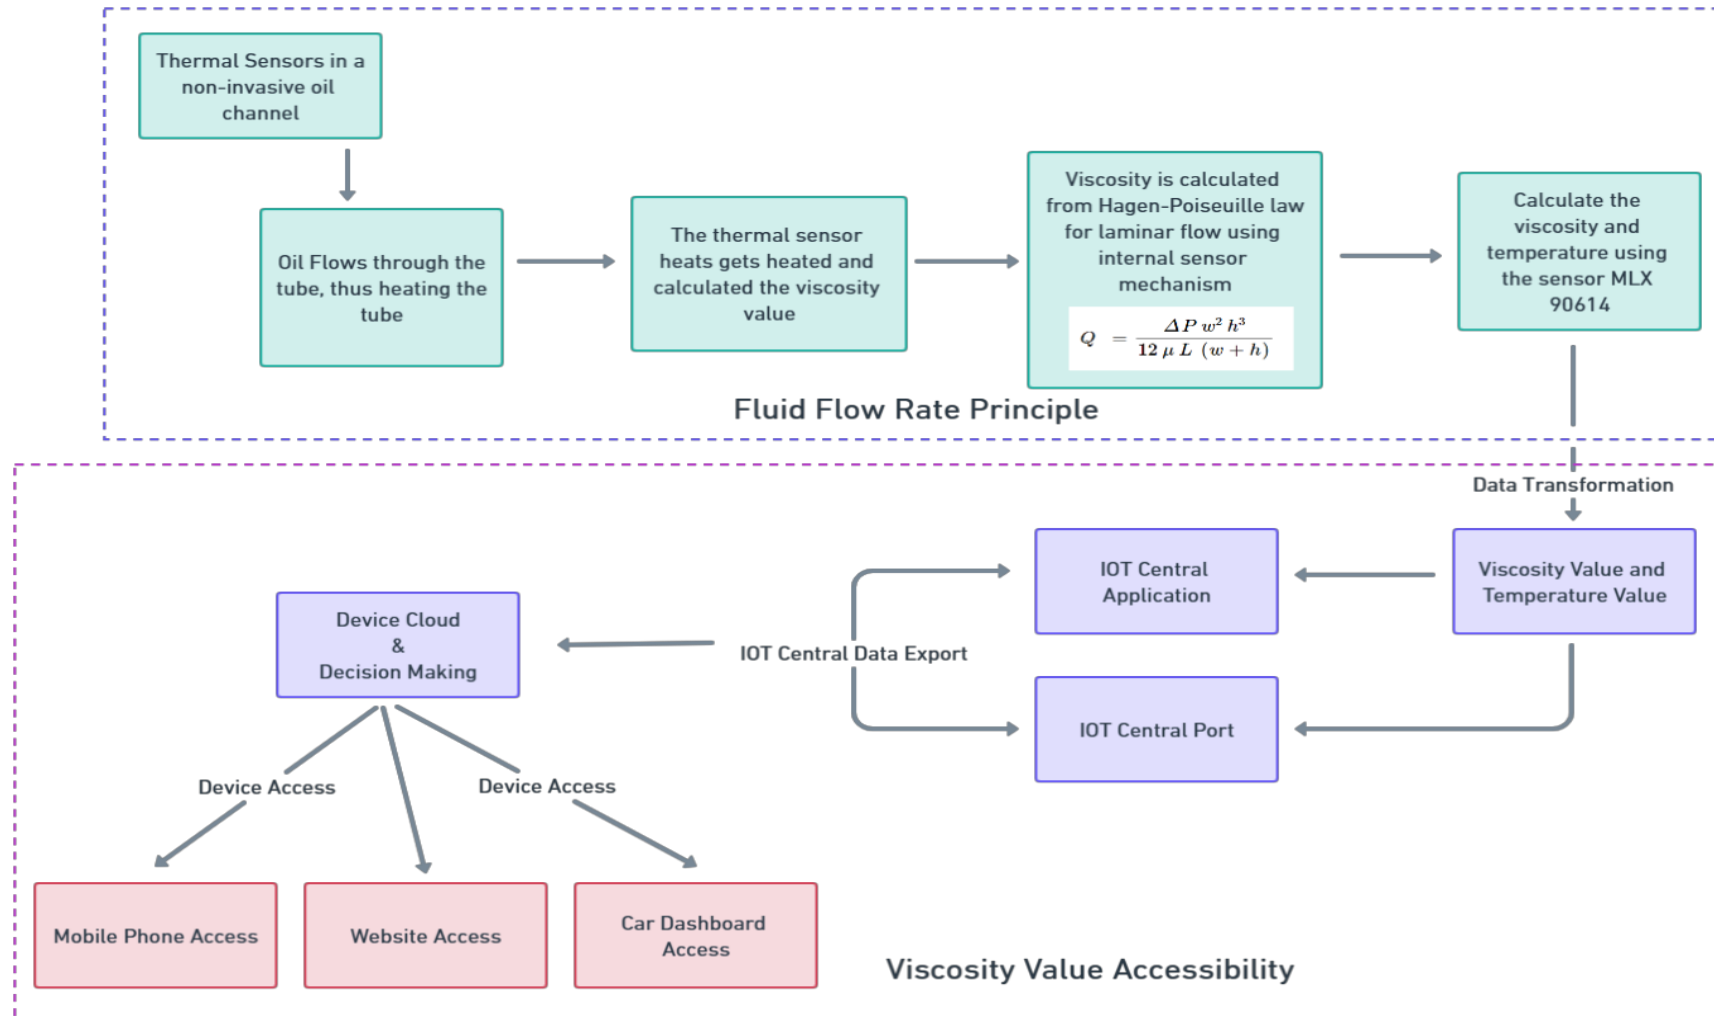 Thermal Sensors in a
non-invasive oil
channel
Oil Flows through the
tube, thus heating the
tube
The thermal sensor
heats gets heated and
calculated the viscosity
value
Viscosity is calculated
from Hagen-Poiseuille law
for laminar flow using
internal sensor
mechanism
Q = ΔP w² h³ / 12 μ L (w + h)
Calculate the
viscosity and
temperature using
the sensor MLX
90614
Fluid Flow Rate Principle
Data Transformation
Viscosity Value and
Temperature Value
IOT Central
Application
IOT Central Port
IOT Central Data Export
Device Cloud
&
Decision Making
Device Access
Device Access
Mobile Phone Access
Website Access
Car Dashboard
Access
Viscosity Value Accessibility